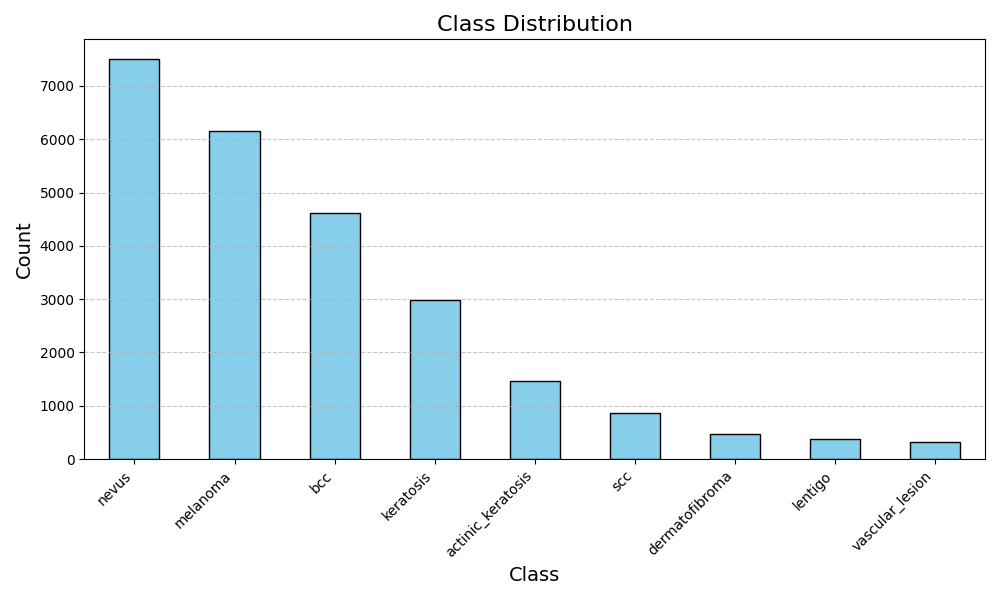 Class Distribution
Count
7000
6000
5000
4000
3000
2000
1000
0
nevus
melanoma
bcc
keratosis
actinic_keratosis
scc
dermatofibroma
lentigo
vascular_lesion
Class